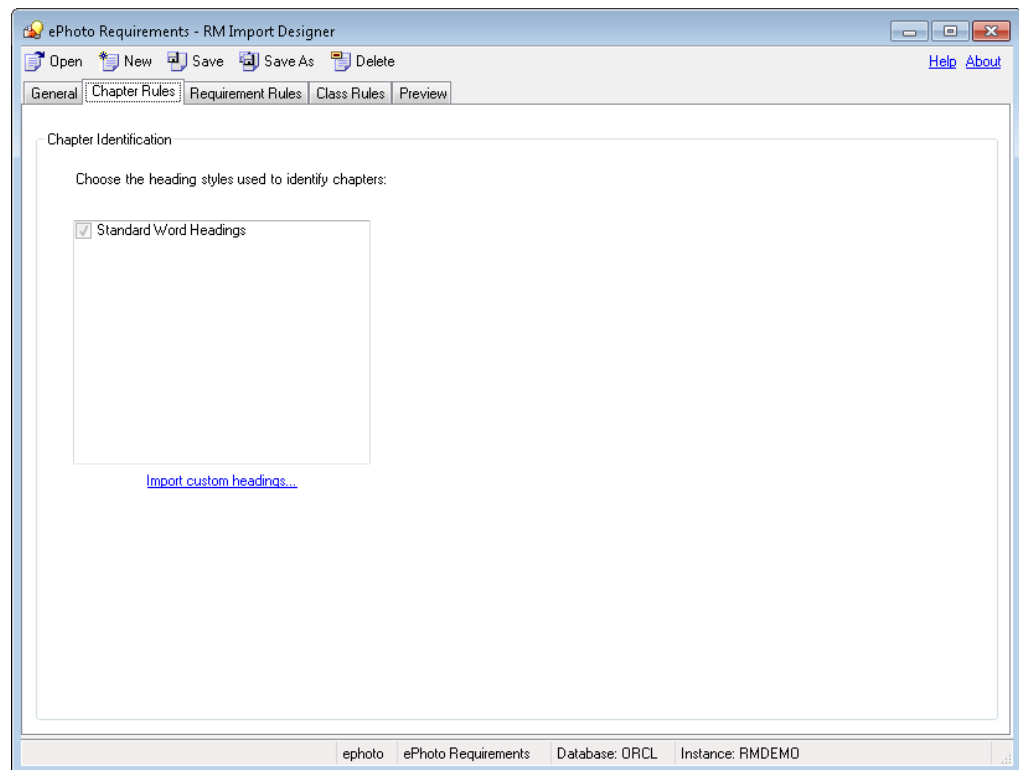 ePhoto Requirements - RM Import Designer
Open New Save Save As Delete Help About
General Chapter Rules Requirement Rules Class Rules Preview
Chapter Identification
Choose the heading styles used to identify chapters:
Standard Word Headings
Import custom headings...
ephoto ePhoto Requirements Database: ORCL Instance: RMDEMO